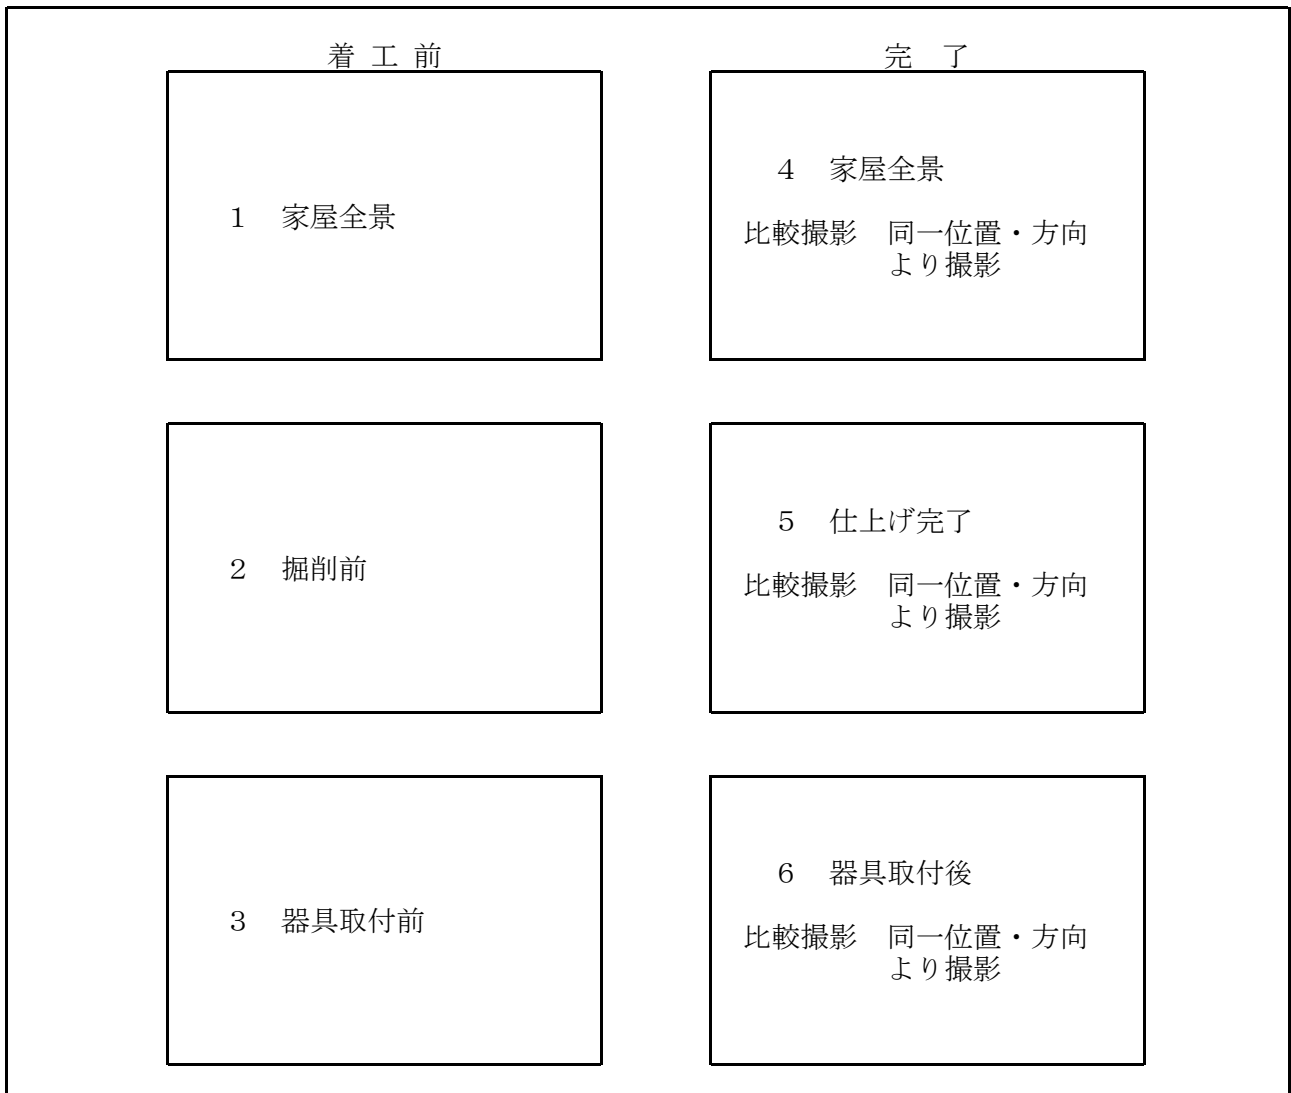 着 工 前
完　了
１　家屋全景
４　家屋全景
比較撮影　同一位置・方向
より撮影
２　掘削前
５　仕上げ完了
比較撮影　同一位置・方向
より撮影
３　器具取付前
６　器具取付後
比較撮影　同一位置・方向
より撮影